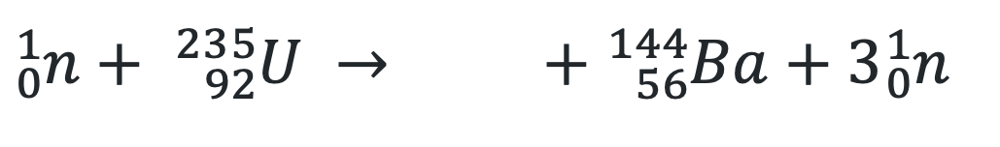 ¹₀n + ²³⁵₉₂U → + ¹⁴⁴₅₆Ba + 3¹₀n